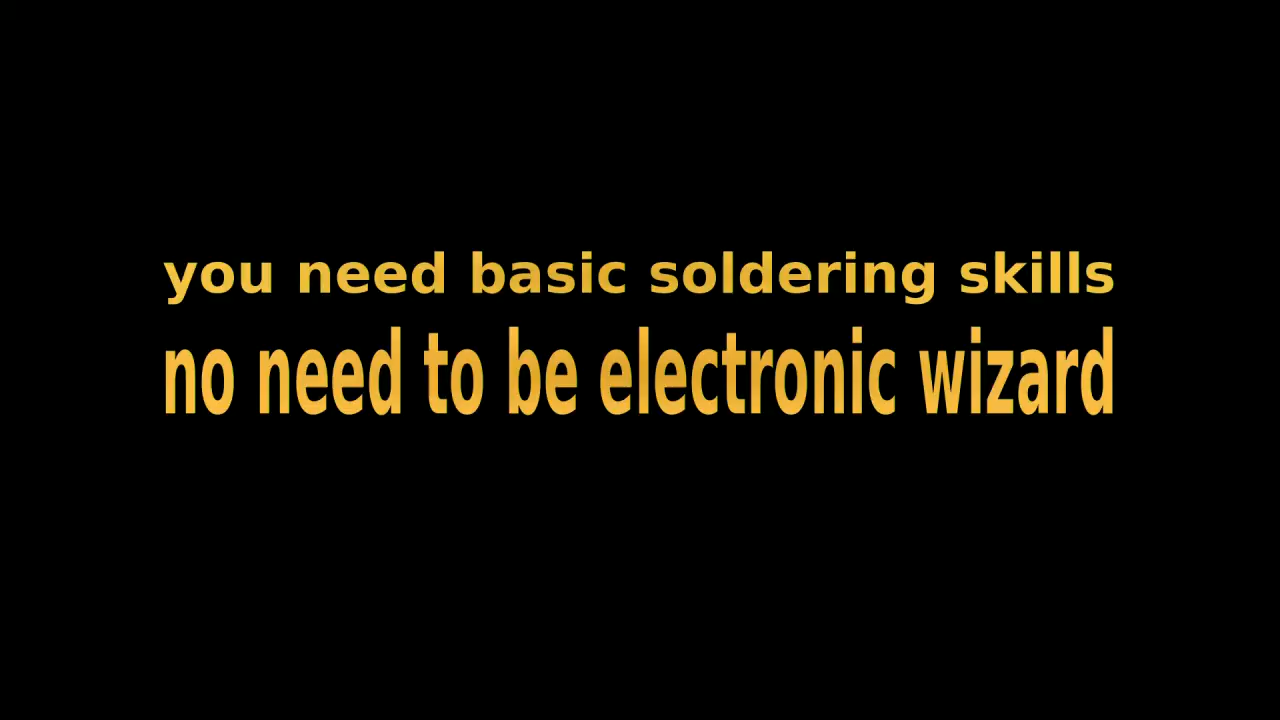 you need basic soldering skills
no need to be electronic wizard